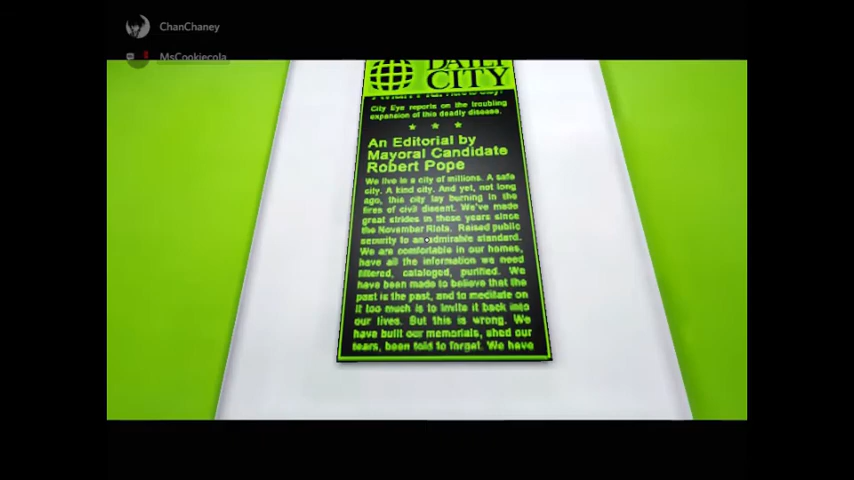 ChanChaney
MsCookiecola
DAILY
CITY
City Eye reports on the troubling
expansion of this deadly disease.
An Editorial by
Mayoral Candidate
Robert Pope
We live in a city of millions. A safe
city. A kind city. And yet, not long
ago, this city lay burning in the
fires of civil dissent. We've made
great strides in these years since
the November Riots. Raised public
security to an admirable standard.
We are comfortable in our homes,
have all the information we need
filtered, cataloged, purified. We
have been made to believe that the
past is the past, and to meditate on
it too much is to invite it back into
our lives. But this is wrong. We
have built our memorials, shed our
tears, been told to forget. We have